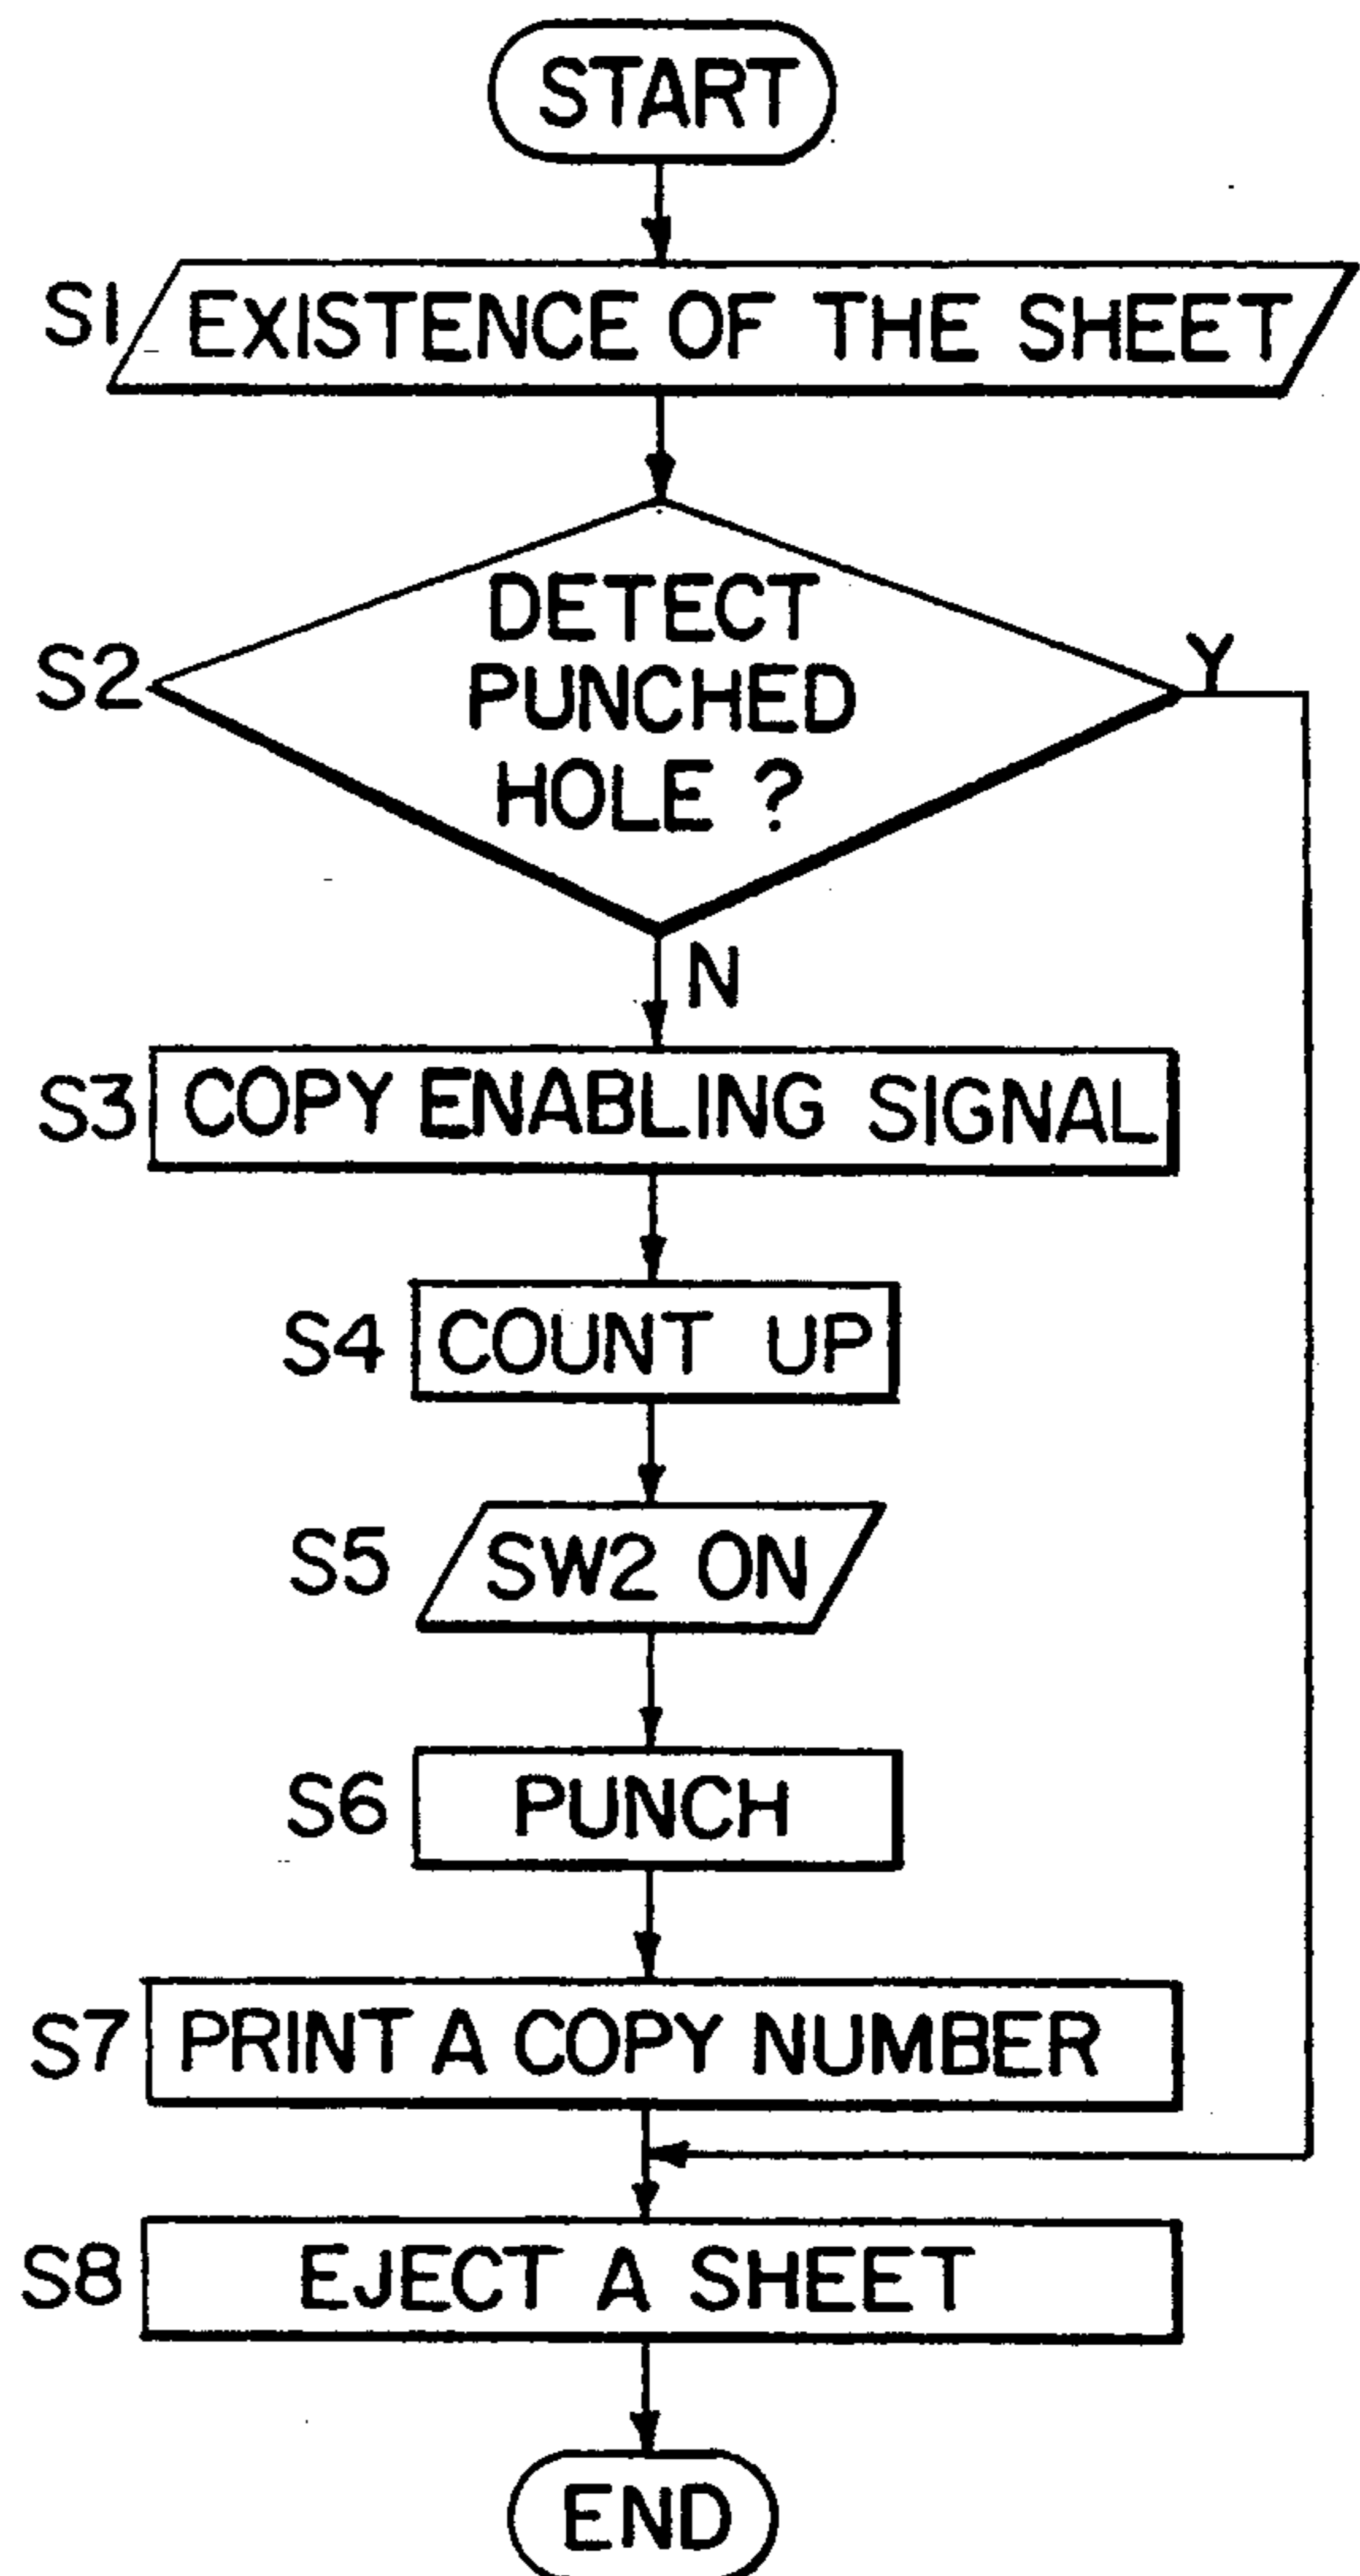 START
S1 EXISTENCE OF THE SHEET
S2
DETECT
PUNCHED
HOLE ?
Y
N
S3 COPY ENABLING SIGNAL
S4 COUNT UP
S5 SW2 ON
S6 PUNCH
S7 PRINT A COPY NUMBER
S8 EJECT A SHEET
END